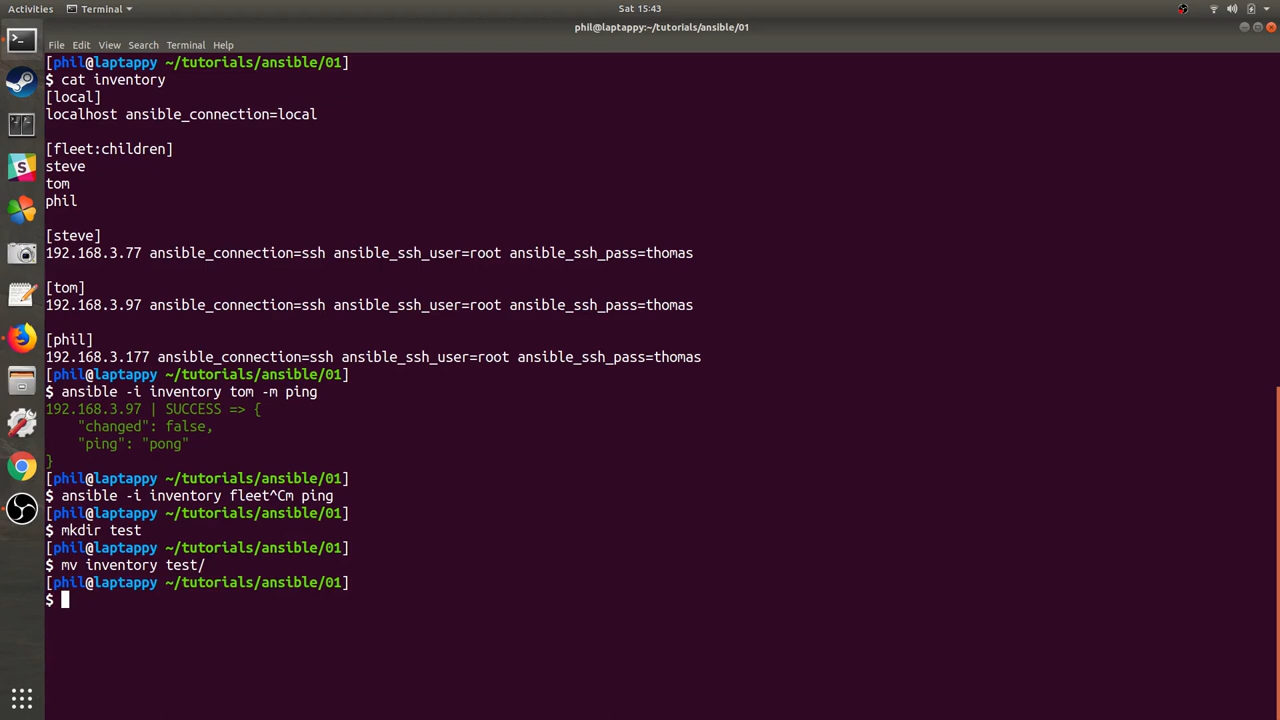 Activities
Terminal
Sat 15:43
phil@laptappy:~/tutorials/ansible/01
File Edit View Search Terminal Help
[phil@laptappy ~/tutorials/ansible/01]
$ cat inventory
[local]
localhost ansible_connection=local
[fleet:children]
steve
tom
phil
[steve]
192.168.3.77 ansible_connection=ssh ansible_ssh_user=root ansible_ssh_pass=thomas
[tom]
192.168.3.97 ansible_connection=ssh ansible_ssh_user=root ansible_ssh_pass=thomas
[phil]
192.168.3.177 ansible_connection=ssh ansible_ssh_user=root ansible_ssh_pass=thomas
[phil@laptappy ~/tutorials/ansible/01]
$ ansible -i inventory tom -m ping
192.168.3.97 | SUCCESS => {
    "changed": false,
    "ping": "pong"
}
[phil@laptappy ~/tutorials/ansible/01]
$ ansible -i inventory fleet^Cm ping
[phil@laptappy ~/tutorials/ansible/01]
$ mkdir test
[phil@laptappy ~/tutorials/ansible/01]
$ mv inventory test/
[phil@laptappy ~/tutorials/ansible/01]
$